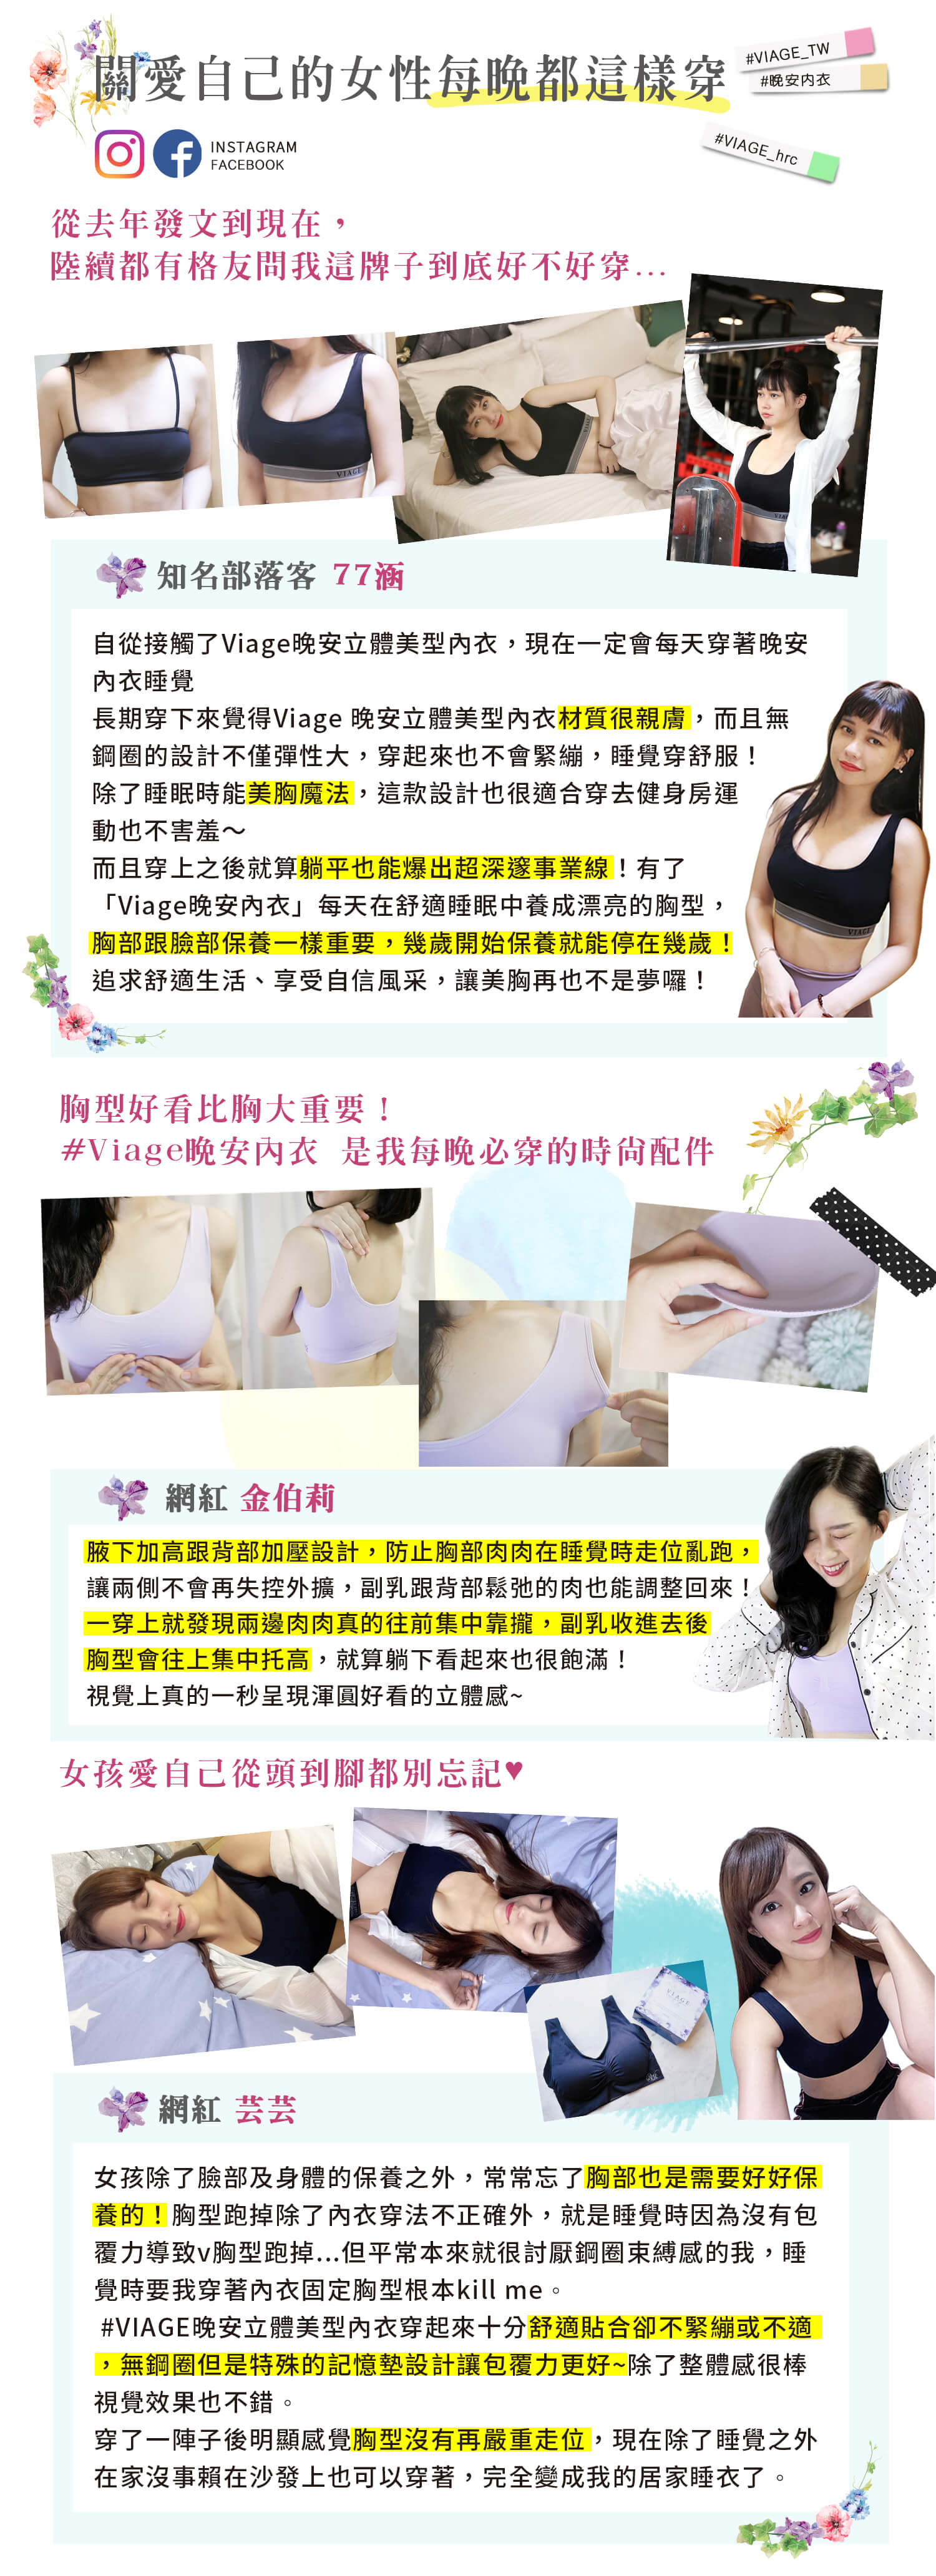 關愛自己的女性每晚都這樣穿
#VIAGE_TW
#晚安內衣
#VIAGE_hrc
INSTAGRAM
FACEBOOK
從去年發文到現在，
陸續都有格友問我這牌子到底好不好穿...
VIAGE
VIAGE
知名部落客 77涵
自從接觸了Viage晚安立體美型內衣，現在一定會每天穿著晚安
內衣睡覺
長期穿下來覺得Viage 晚安立體美型內衣材質很親膚，而且無
鋼圈的設計不僅彈性大，穿起來也不會緊繃，睡覺穿舒服！
除了睡眠時能美胸魔法，這款設計也很適合穿去健身房運
動也不害羞～
而且穿上之後就算躺平也能爆出超深邃事業線！有了
「Viage晚安內衣」每天在舒適睡眠中養成漂亮的胸型，
胸部跟臉部保養一樣重要，幾歲開始保養就能停在幾歲！
追求舒適生活、享受自信風采，讓美胸再也不是夢囉！
VIAGE
胸型好看比胸大重要！
#Viage晚安內衣 是我每晚必穿的時尚配件
網紅 金伯莉
腋下加高跟背部加壓設計，防止胸部肉肉在睡覺時走位亂跑，
讓兩側不會再失控外擴，副乳跟背部鬆弛的肉也能調整回來！
一穿上就發現兩邊肉肉真的往前集中靠攏，副乳收進去後
胸型會往上集中托高，就算躺下看起來也很飽滿！
視覺上真的一秒呈現渾圓好看的立體感~
女孩愛自己從頭到腳都別忘記♥
VIAGE
網紅 芸芸
女孩除了臉部及身體的保養之外，常常忘了胸部也是需要好好保
養的！胸型跑掉除了內衣穿法不正確外，就是睡覺時因為沒有包
覆力導致v胸型跑掉...但平常本來就很討厭鋼圈束縛感的我，睡
覺時要我穿著內衣固定胸型根本kill me。
#VIAGE晚安立體美型內衣穿起來十分舒適貼合卻不緊繃或不適
，無鋼圈但是特殊的記憶墊設計讓包覆力更好~除了整體感很棒
視覺效果也不錯。
穿了一陣子後明顯感覺胸型沒有再嚴重走位，現在除了睡覺之外
在家沒事賴在沙發上也可以穿著，完全變成我的居家睡衣了。